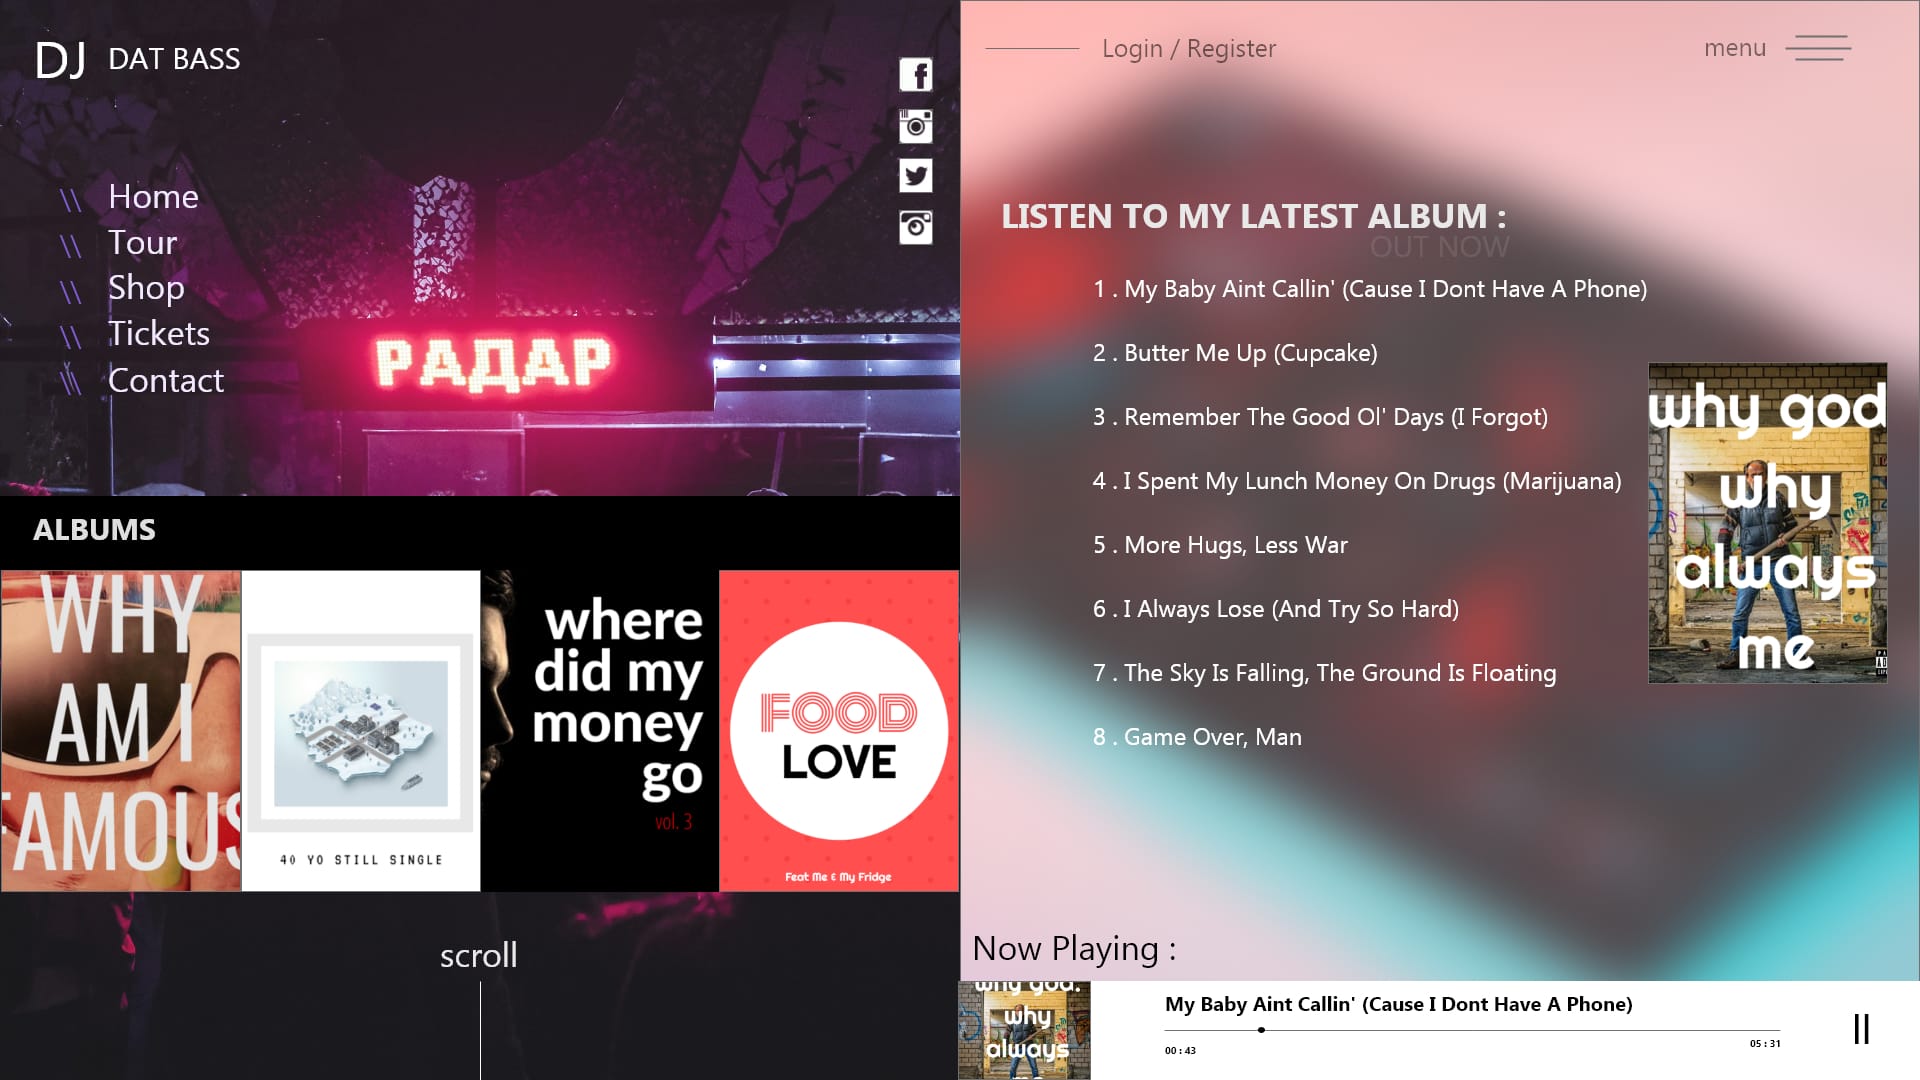 DJ DAT BASS
\\ Home
\\ Tour
\\ Shop
\\ Tickets
\\ Contact
РАДАР
ALBUMS
WHY
AM I
FAMOUS
40 YO STILL SINGLE
where
did my
money
go
vol. 3
FOOD
LOVE
Feat Me & My Fridge
scroll
Login / Register
menu
LISTEN TO MY LATEST ALBUM :
OUT NOW
1 . My Baby Aint Callin' (Cause I Dont Have A Phone)
2 . Butter Me Up (Cupcake)
3 . Remember The Good Ol' Days (I Forgot)
4 . I Spent My Lunch Money On Drugs (Marijuana)
5 . More Hugs, Less War
6 . I Always Lose (And Try So Hard)
7 . The Sky Is Falling, The Ground Is Floating
8 . Game Over, Man
why god
why
always
me
Now Playing :
why god.
why
always
me
My Baby Aint Callin' (Cause I Dont Have A Phone)
00 : 43
05 : 31